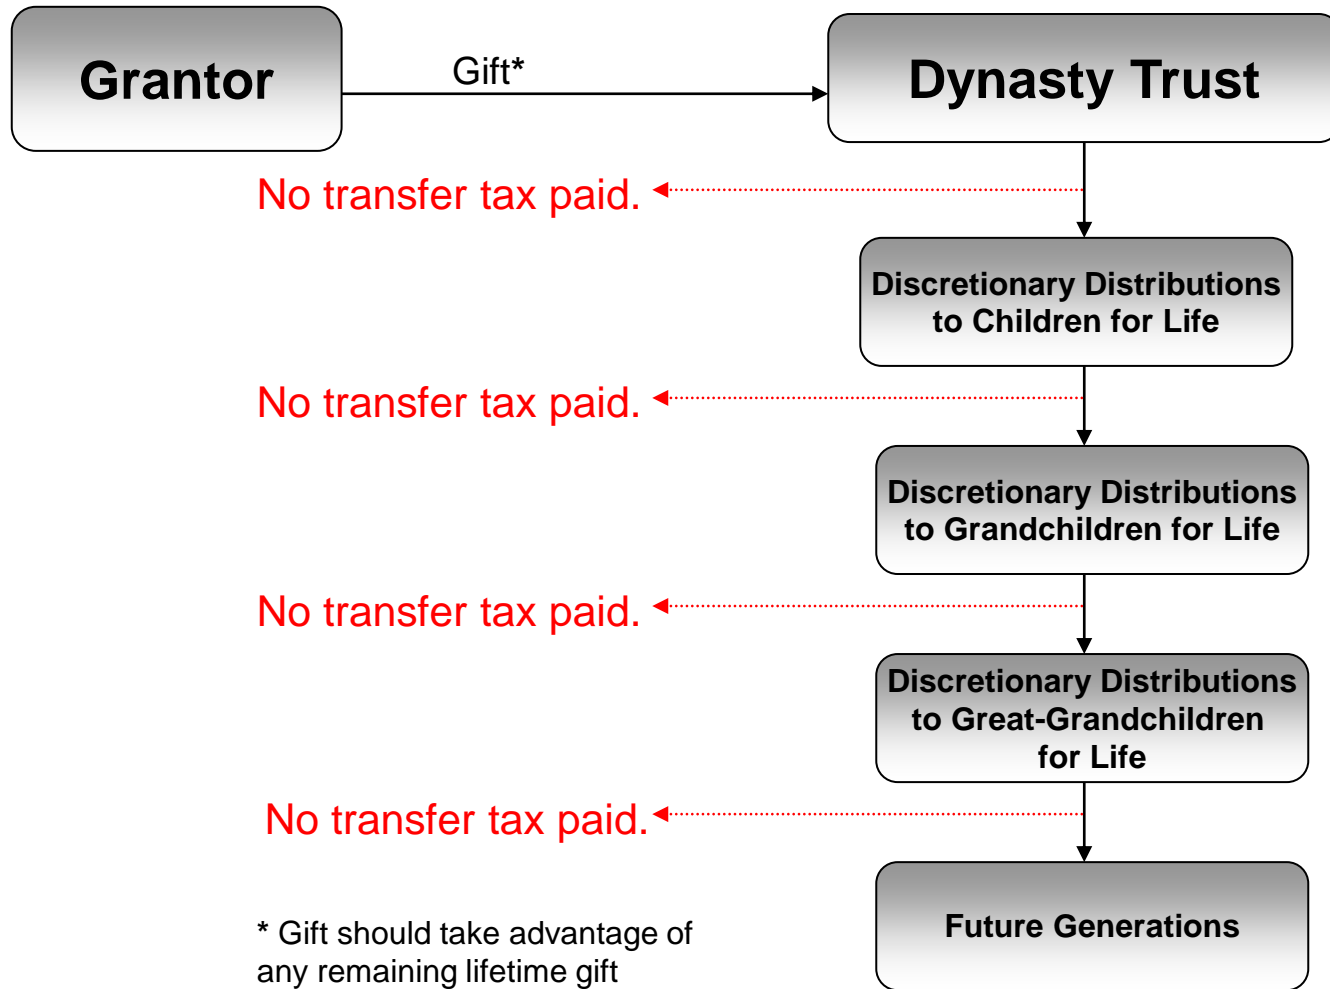 Grantor
Gift*
Dynasty Trust
No transfer tax paid.
Discretionary Distributions
to Children for Life
No transfer tax paid.
Discretionary Distributions
to Grandchildren for Life
No transfer tax paid.
Discretionary Distributions
to Great-Grandchildren
for Life
No transfer tax paid.
Future Generations
* Gift should take advantage of
any remaining lifetime gift